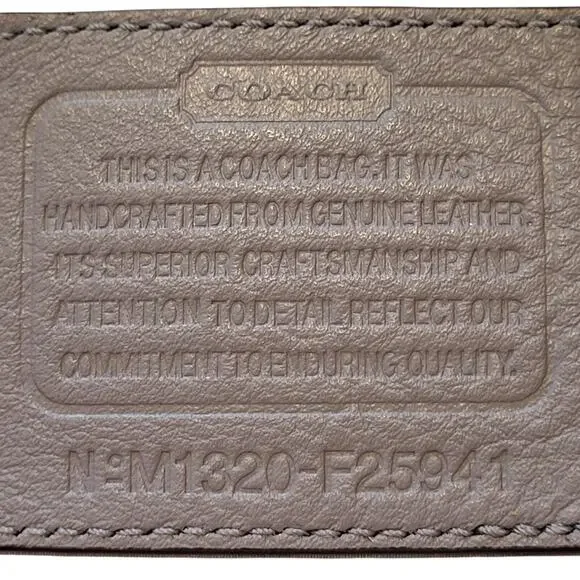 COACH
THIS IS A COACH BAG. IT WAS
HANDCRAFTED FROM GENUINE LEATHER.
ITS SUPERIOR CRAFTSMANSHIP AND
ATTENTION TO DETAIL REFLECT OUR
COMMITMENT TO ENDURING QUALITY.
Nº M1320-F25941